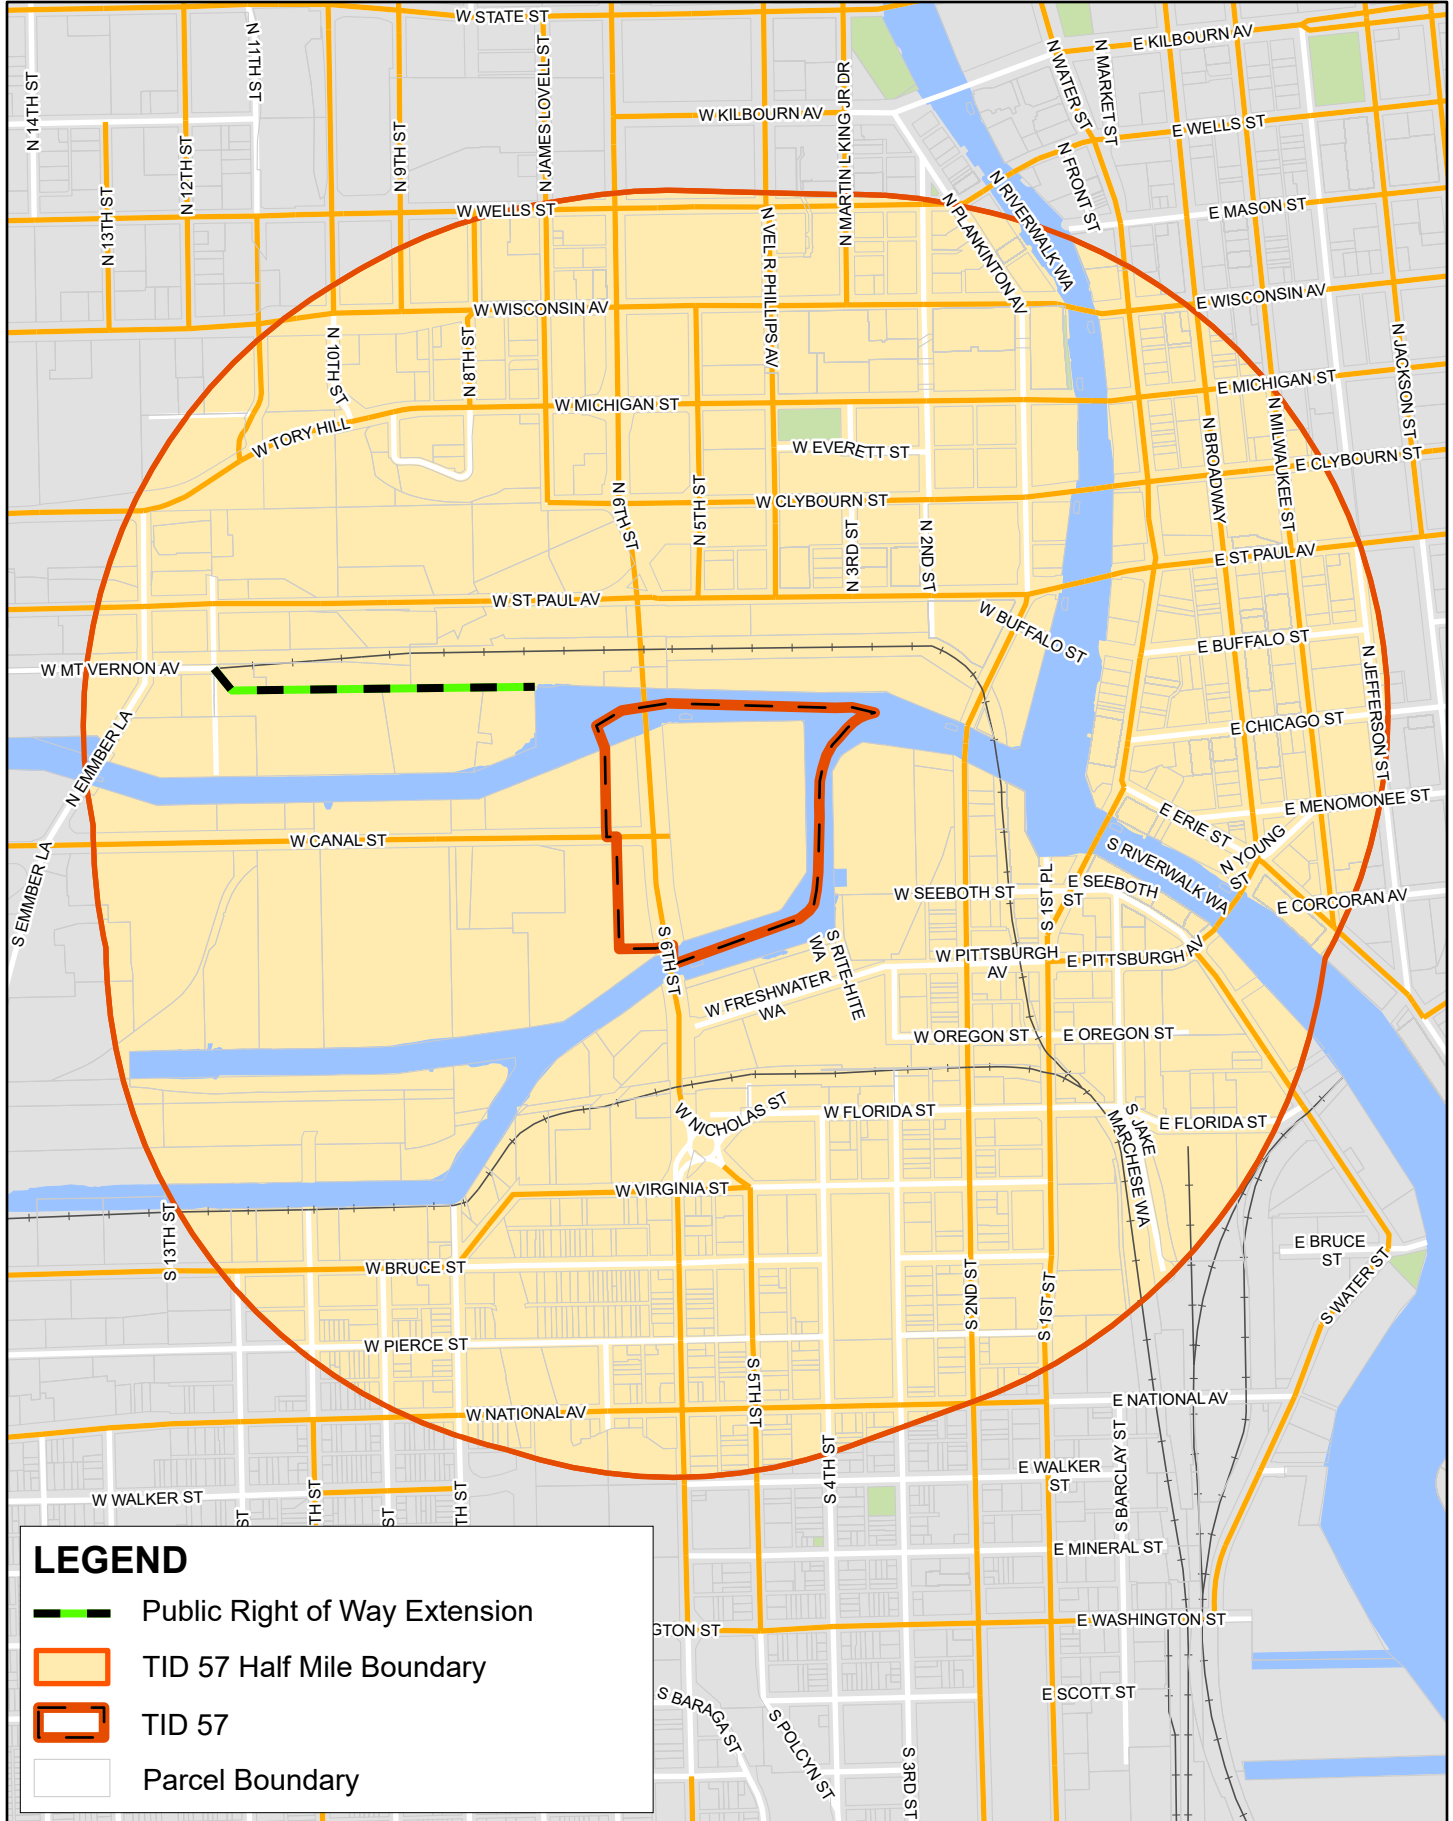 W STATE ST
N 11TH ST
N JAMES LOVELL ST
E KILBOURN AV
N WATER ST
N MARKET ST
N 14TH ST
N MARTIN L KING JR DR
W KILBOURN AV
E WELLS ST
N 9TH ST
N 12TH ST
N FRONT ST
N 13TH ST
N RIVERWALK WA
N PLANKINTON AV
W WELLS ST
N VEL R PHILLIPS AV
E MASON ST
E WISCONSIN AV
W WISCONSIN AV
N 10TH ST
N 8TH ST
N JACKSON ST
E MICHIGAN ST
W MICHIGAN ST
W TORY HILL
W EVERETT ST
N BROADWAY
N MILWAUKEE ST
E CLYBOURN ST
W CLYBOURN ST
N 6TH ST
N 5TH ST
N 3RD ST
N 2ND ST
E ST PAUL AV
W ST PAUL AV
W BUFFALO ST
E BUFFALO ST
W MT VERNON AV
N JEFFERSON ST
E CHICAGO ST
N EMMBER LA
E MENOMONEE ST
E ERIE ST
W CANAL ST
S RIVERWALK WA
N YOUNG
ST
S EMMBER LA
W SEEBOTH ST
S 1ST PL
E SEEBOTH
ST
E CORCORAN AV
S 6TH ST
S RITE-HITE
WA
W PITTSBURGH
AV
E PITTSBURGH AV
W FRESHWATER
WA
W OREGON ST
E OREGON ST
W NICHOLAS ST
W FLORIDA ST
S JAKE
MARCHESE WA
E FLORIDA ST
W VIRGINIA ST
S 13TH ST
E BRUCE
ST
W BRUCE ST
S 2ND ST
S 1ST ST
S WATER ST
W PIERCE ST
S 5TH ST
W NATIONAL AV
E NATIONAL AV
S 4TH ST
E WALKER
ST
S BARCLAY ST
W WALKER ST
ST
TH ST
ST
TH ST
E MINERAL ST
LEGEND
Public Right of Way Extension
TID 57 Half Mile Boundary
TID 57
Parcel Boundary
GTON ST
E WASHINGTON ST
S BARAGA ST
S POLCYN ST
E SCOTT ST
S 3RD ST